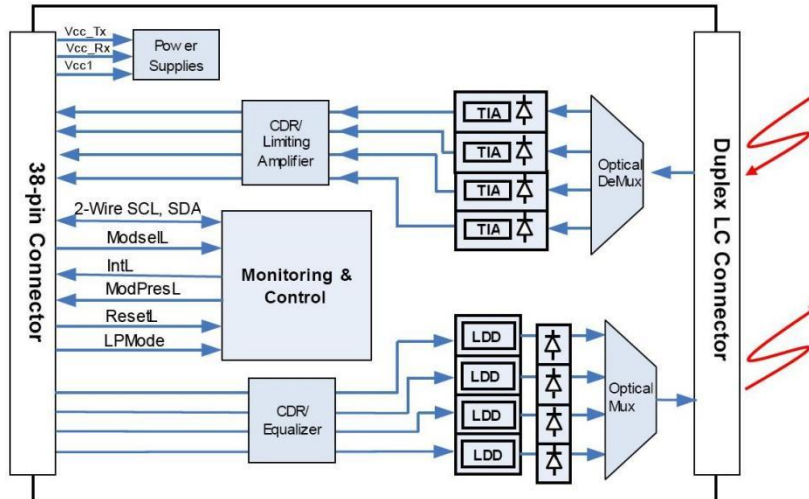 Vcc_Tx
Vcc_Rx
Vcc1
Power
Supplies
38-pin Connector
CDR/
Limiting
Amplifier
TIA
TIA
TIA
TIA
Optical
DeMux
Duplex LC Connector
2-Wire SCL, SDA
ModselL
IntL
ModPresL
ResetL
LPMode
Monitoring &
Control
CDR/
Equalizer
LDD
LDD
LDD
LDD
Optical
Mux